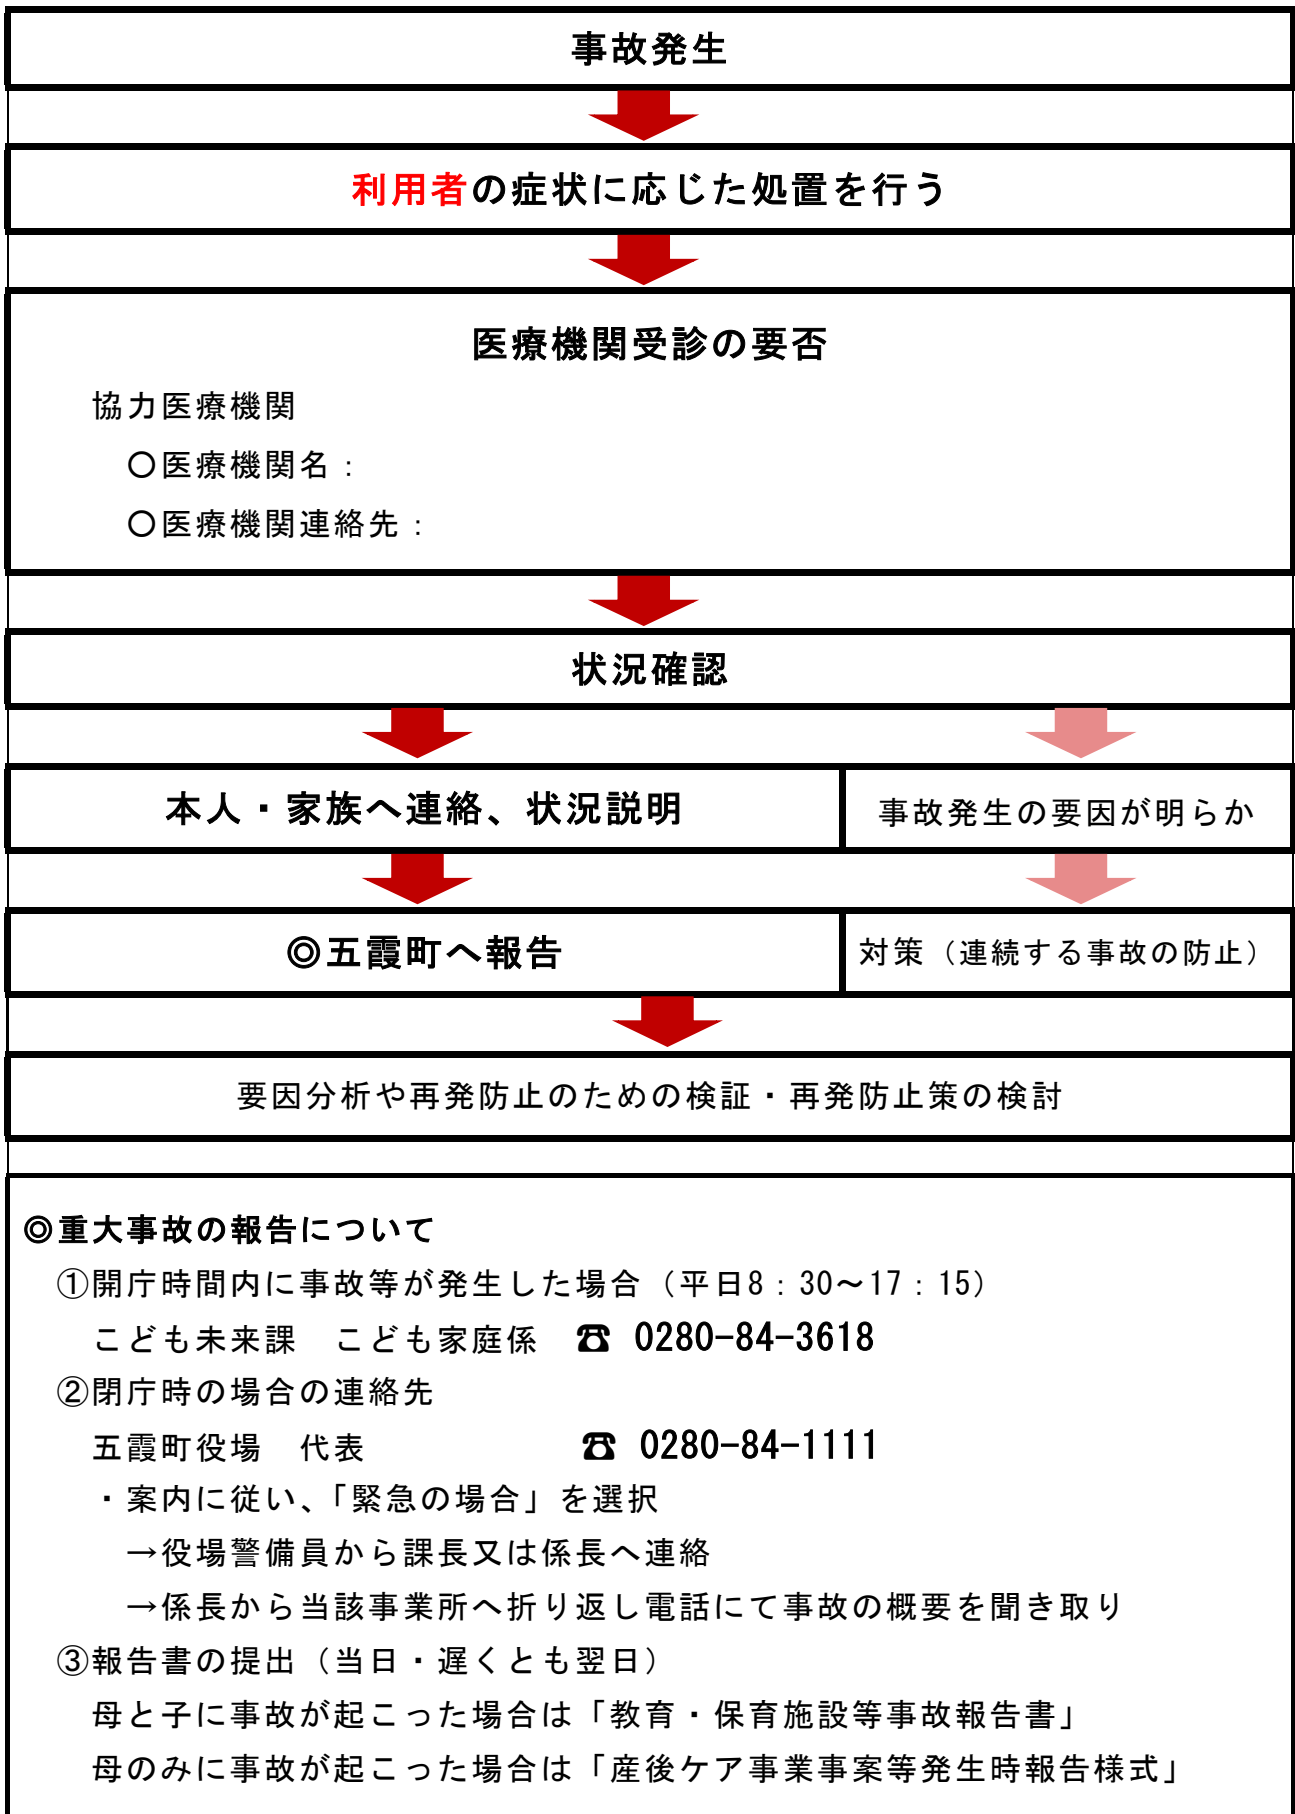 事故発生
利用者の症状に応じた処置を行う
医療機関受診の要否
協力医療機関
〇医療機関名：
〇医療機関連絡先：
状況確認
本人・家族へ連絡、状況説明
事故発生の要因が明らか
◎五霞町へ報告
対策（連続する事故の防止）
要因分析や再発防止のための検証・再発防止策の検討
◎重大事故の報告について
①開庁時間内に事故等が発生した場合（平日8：30～17：15）
こども未来課　こども家庭係　☎ 0280-84-3618
②閉庁時の場合の連絡先
五霞町役場　代表　☎ 0280-84-1111
・案内に従い、「緊急の場合」を選択
→役場警備員から課長又は係長へ連絡
→係長から当該事業所へ折り返し電話にて事故の概要を聞き取り
③報告書の提出（当日・遅くとも翌日）
母と子に事故が起こった場合は「教育・保育施設等事故報告書」
母のみに事故が起こった場合は「産後ケア事業事案等発生時報告様式」